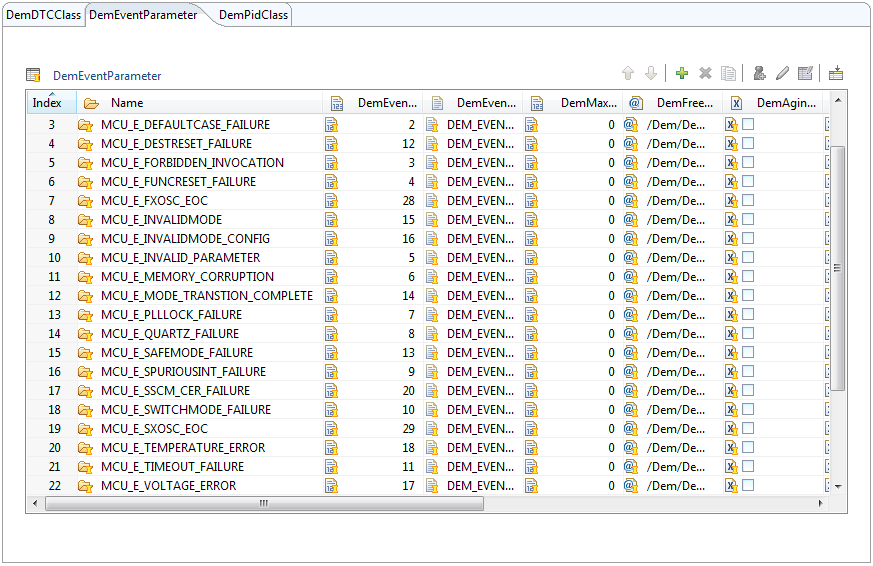 DemDTCClass DemEventParameter DemPidClass
DemEventParameter
Index Name DemEven... DemEven... DemMax... DemFree... DemAgin...
3 MCU_E_DEFAULTCASE_FAILURE 2 DEM_EVEN... 0 /Dem/De...
4 MCU_E_DESTRESET_FAILURE 12 DEM_EVEN... 0 /Dem/De...
5 MCU_E_FORBIDDEN_INVOCATION 3 DEM_EVEN... 0 /Dem/De...
6 MCU_E_FUNCRESET_FAILURE 4 DEM_EVEN... 0 /Dem/De...
7 MCU_E_FXOSC_EOC 28 DEM_EVEN... 0 /Dem/De...
8 MCU_E_INVALIDMODE 15 DEM_EVEN... 0 /Dem/De...
9 MCU_E_INVALIDMODE_CONFIG 16 DEM_EVEN... 0 /Dem/De...
10 MCU_E_INVALID_PARAMETER 5 DEM_EVEN... 0 /Dem/De...
11 MCU_E_MEMORY_CORRUPTION 6 DEM_EVEN... 0 /Dem/De...
12 MCU_E_MODE_TRANSTION_COMPLETE 14 DEM_EVEN... 0 /Dem/De...
13 MCU_E_PLLLOCK_FAILURE 7 DEM_EVEN... 0 /Dem/De...
14 MCU_E_QUARTZ_FAILURE 8 DEM_EVEN... 0 /Dem/De...
15 MCU_E_SAFEMODE_FAILURE 13 DEM_EVEN... 0 /Dem/De...
16 MCU_E_SPURIOUSINT_FAILURE 9 DEM_EVEN... 0 /Dem/De...
17 MCU_E_SSCM_CER_FAILURE 20 DEM_EVEN... 0 /Dem/De...
18 MCU_E_SWITCHMODE_FAILURE 10 DEM_EVEN... 0 /Dem/De...
19 MCU_E_SXOSC_EOC 29 DEM_EVEN... 0 /Dem/De...
20 MCU_E_TEMPERATURE_ERROR 18 DEM_EVEN... 0 /Dem/De...
21 MCU_E_TIMEOUT_FAILURE 11 DEM_EVEN... 0 /Dem/De...
22 MCU_E_VOLTAGE_ERROR 17 DEM_EVEN... 0 /Dem/De...